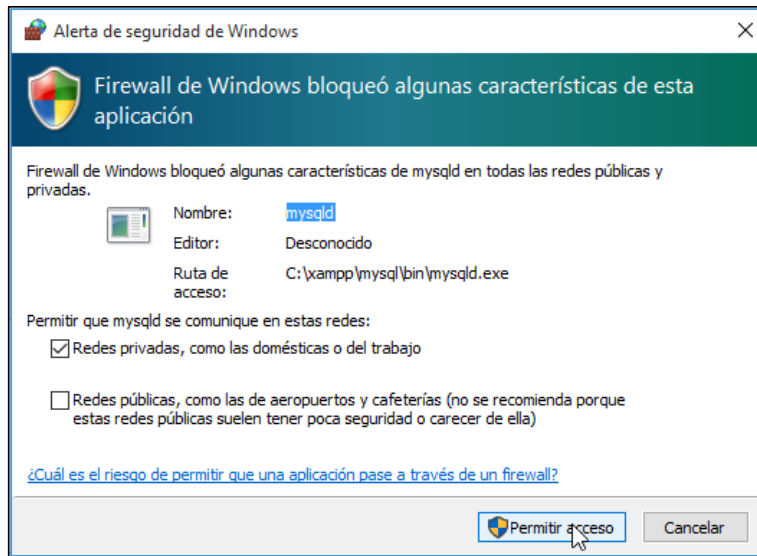 Alerta de seguridad de Windows
Firewall de Windows bloqueó algunas características de esta
aplicación
Firewall de Windows bloqueó algunas características de mysqld en todas las redes públicas y
privadas.
Nombre: mysqld
Editor: Desconocido
Ruta de C:\xampp\mysql\bin\mysqld.exe
acceso:
Permitir que mysqld se comunique en estas redes:
Redes privadas, como las domésticas o del trabajo
Redes públicas, como las de aeropuertos y cafeterías (no se recomienda porque
estas redes públicas suelen tener poca seguridad o carecer de ella)
¿Cuál es el riesgo de permitir que una aplicación pase a través de un firewall?
Permitir acceso Cancelar